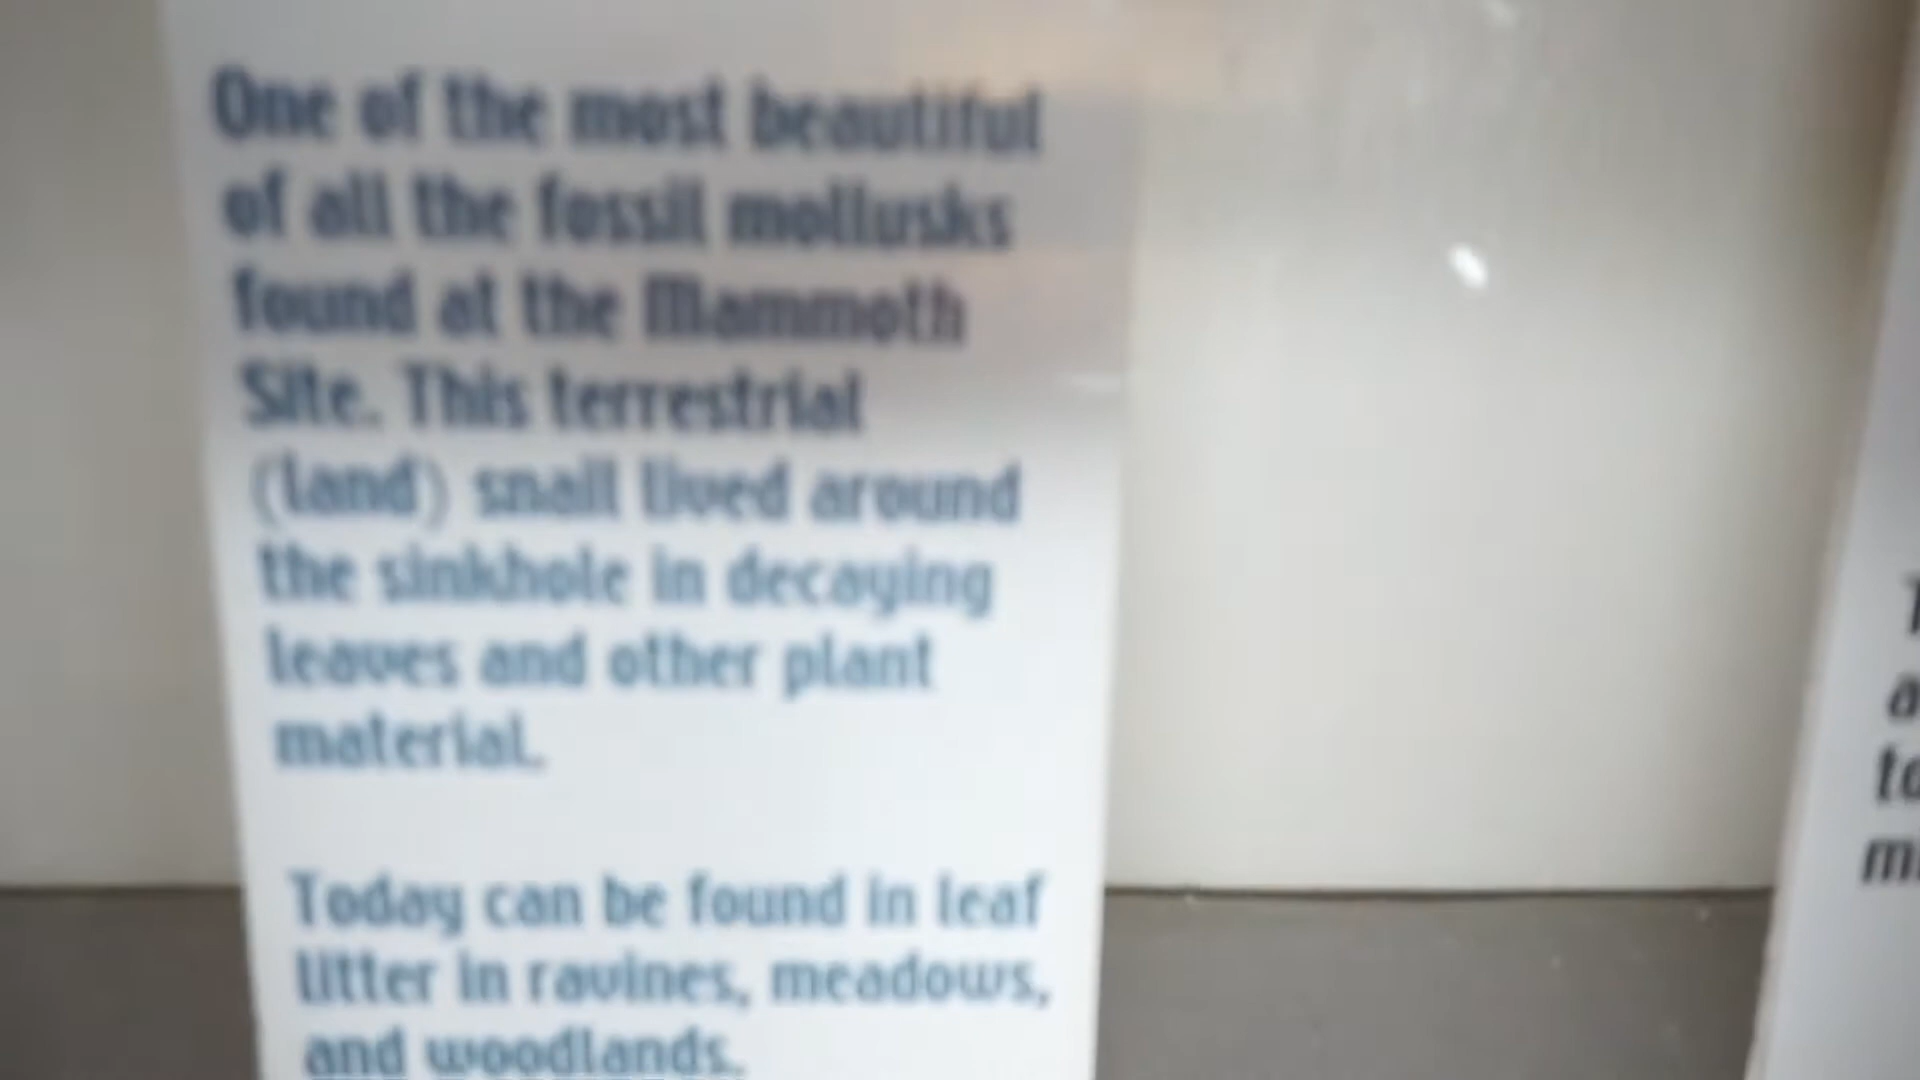 One of the most beautiful
of all the fossil mollusks
found at the Mammoth
Site. This terrestrial
(land) snail lived around
the sinkhole in decaying
leaves and other plant
material.
Today can be found in leaf
litter in ravines, meadows,
and woodlands.